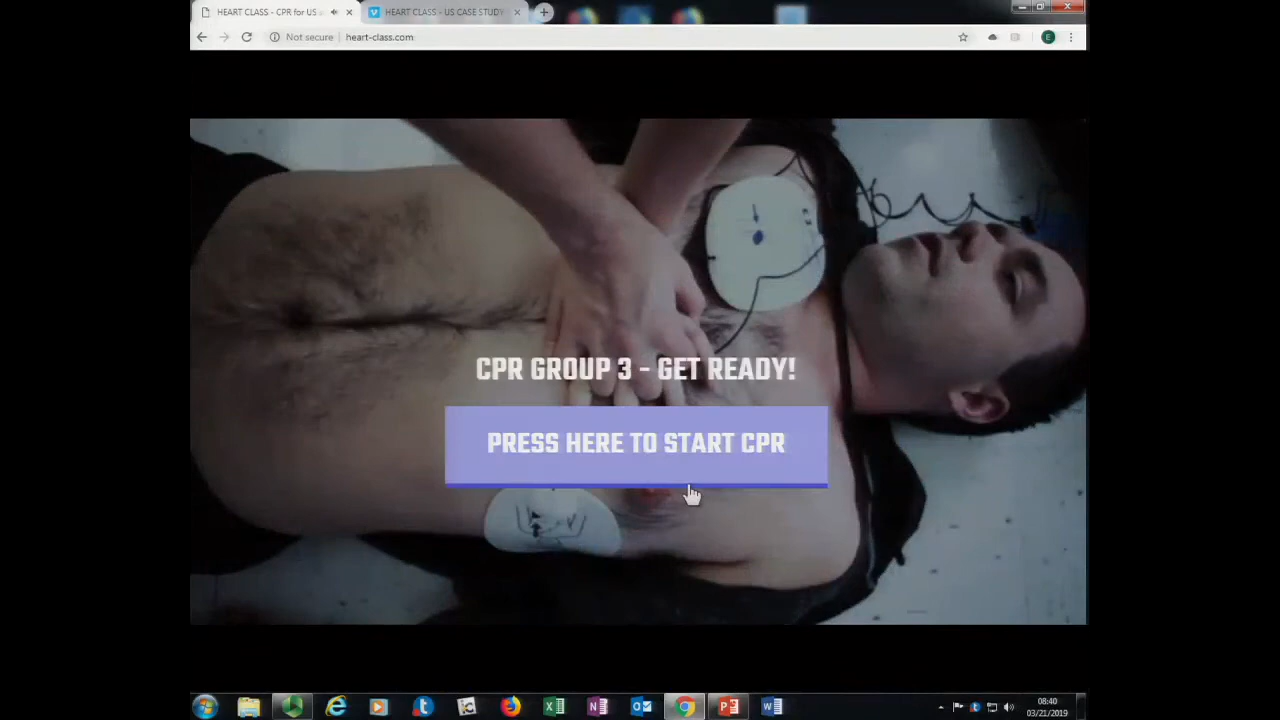 HEART CLASS - CPR for US
HEART CLASS - US CASE STUDY
Not secure
heart-class.com
E
CPR GROUP 3 - GET READY!
PRESS HERE TO START CPR
08:40
03/21/2019